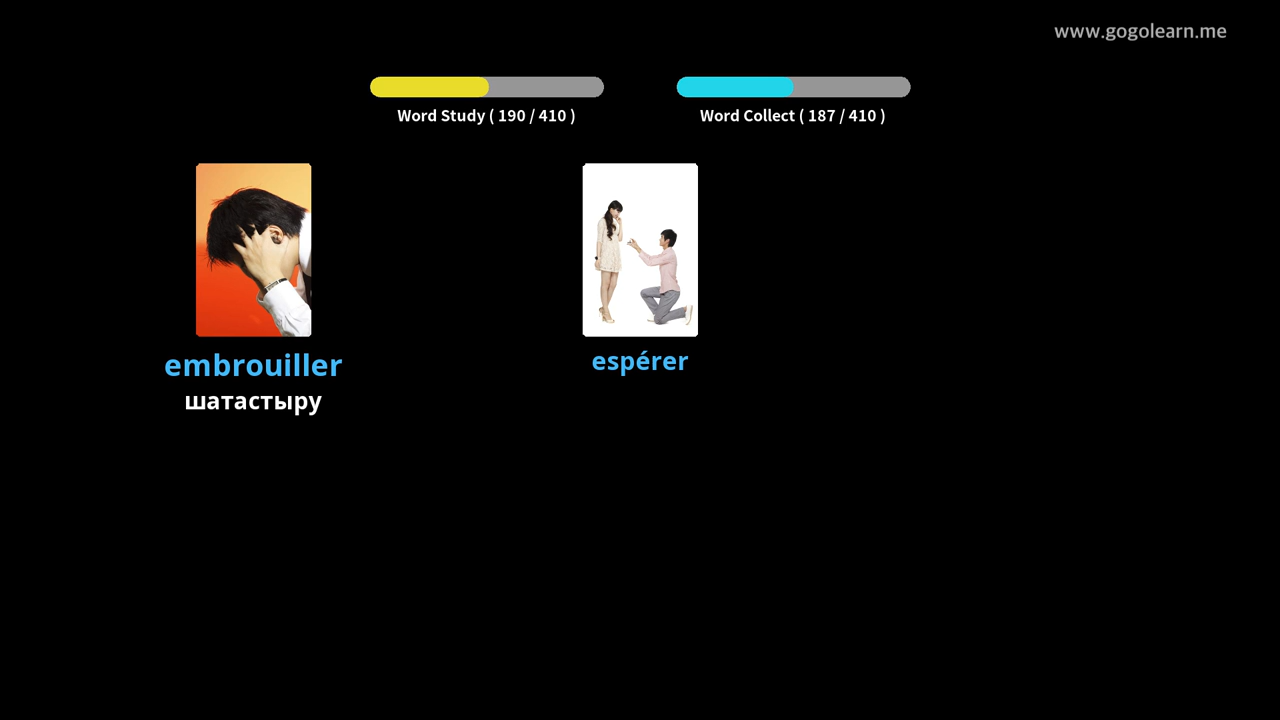 www.gogolearn.me
Word Study ( 190 / 410 )
Word Collect ( 187 / 410 )
embrouiller
шатастыру
espérer